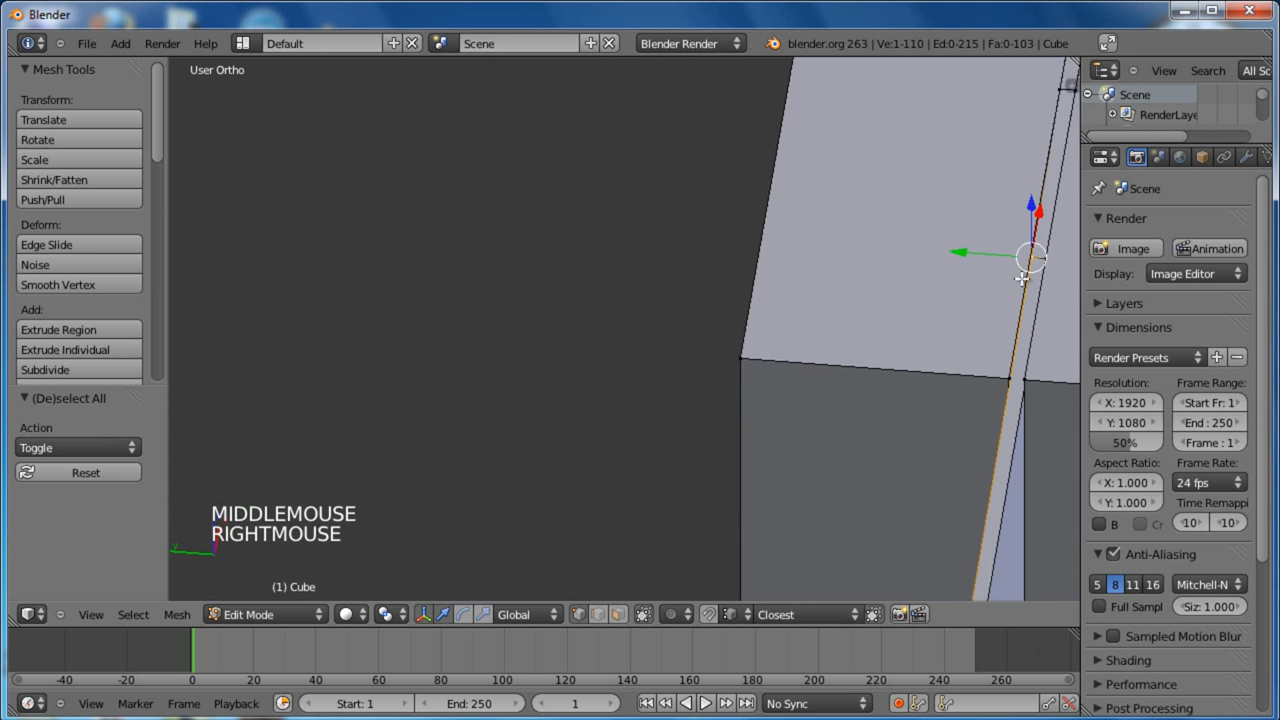 Blender
File Add Render Help Default Scene Blender Render blender.org 263 | Ve:1-110 | Ed:0-215 | Fa:0-103 | Cube
Mesh Tools
Transform:
Translate
Rotate
Scale
Shrink/Fatten
Push/Pull
Deform:
Edge Slide
Noise
Smooth Vertex
Add:
Extrude Region
Extrude Individual
Subdivide
(De)select All
Action
Toggle
Reset
User Ortho
MIDDLEMOUSE
RIGHTMOUSE
y
(1) Cube
View Search All Sc
Scene
RenderLaye
Scene
Render
Image Animation
Display: Image Editor
Layers
Dimensions
Render Presets
Resolution: Frame Range:
X: 1920 Start Fr: 1
Y: 1080 End : 250
50% Frame : 1
Aspect Ratio: Frame Rate:
X: 1.000 24 fps
Y: 1.000 Time Remappi
B Cr 10 10
Anti-Aliasing
5 8 11 16 Mitchell-N
Full Sampl Siz: 1.000
Sampled Motion Blur
Shading
Performance
Post Processing
View Select Mesh Edit Mode Global Closest
-40 -20 0 20 40 60 80 100 120 140 160 180 200 220 240 260
View Marker Frame Playback Start: 1 End: 250 1 No Sync